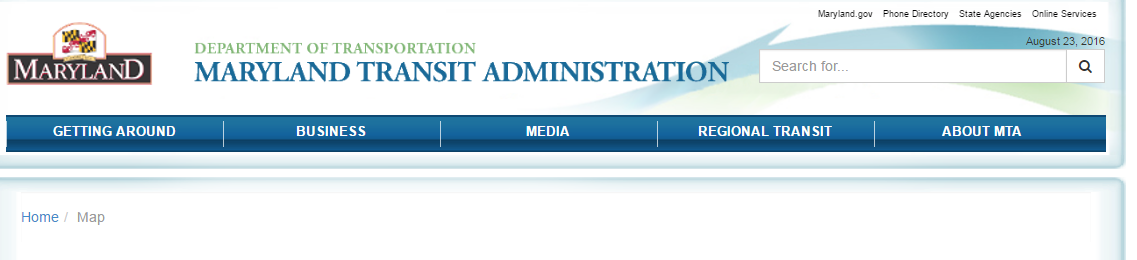 Maryland.gov Phone Directory State Agencies Online Services
August 23, 2016
MARYLAND
DEPARTMENT OF TRANSPORTATION
MARYLAND TRANSIT ADMINISTRATION
Search for...
GETTING AROUND BUSINESS MEDIA REGIONAL TRANSIT ABOUT MTA
Home / Map